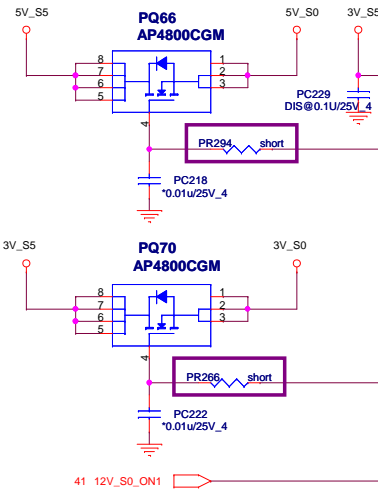 5V_S5
5V_S0
3V_S5
PQ66
AP4800CGM
8
7
6
5
1
2
3
4
PC229
DIS@0.1U/25V_4
PR294
short
PC218
*0.01u/25V_4
3V_S5
3V_S0
PQ70
AP4800CGM
8
7
6
5
1
2
3
4
PR266
short
PC222
*0.01u/25V_4
41 12V_S0_ON1